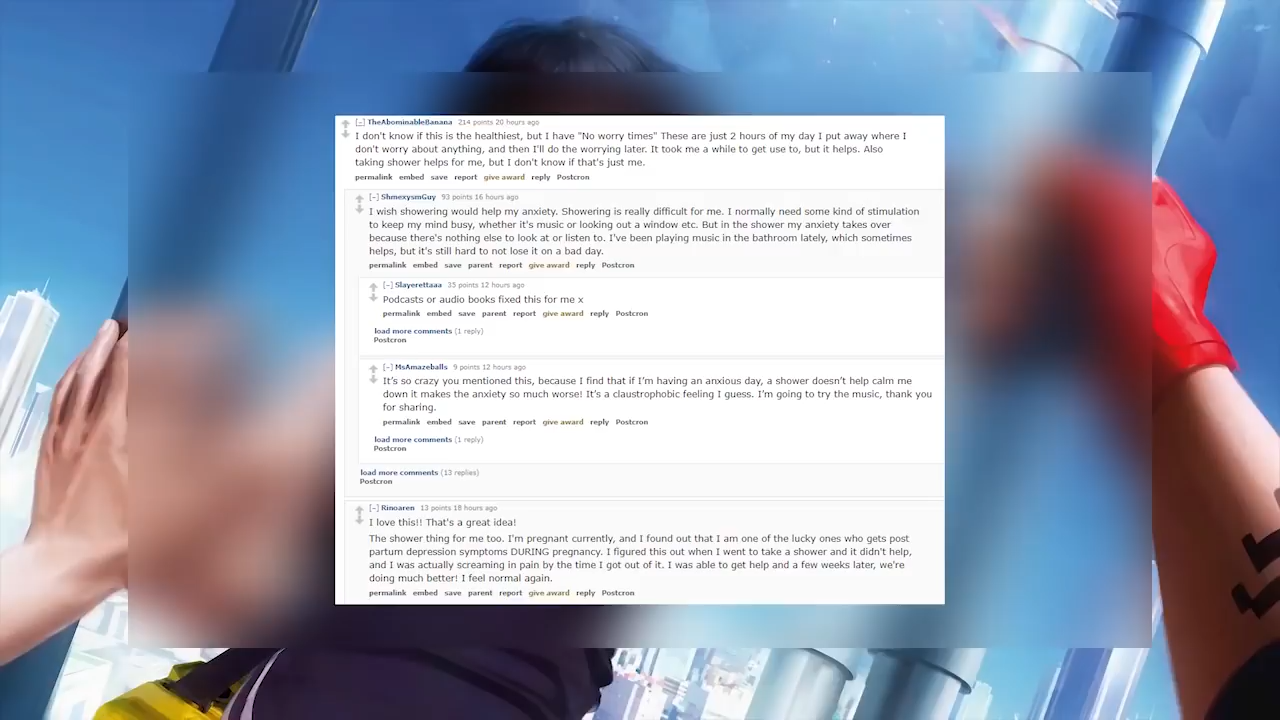 [–] TheAbominableBanana 214 points 20 hours ago
I don't know if this is the healthiest, but I have "No worry times" These are just 2 hours of my day I put away where I
don't worry about anything, and then I'll do the worrying later. It took me a while to get use to, but it helps. Also
taking shower helps for me, but I don't know if that's just me.
permalink embed save report give award reply Postcron
[–] ShmexysmGuy 93 points 16 hours ago
I wish showering would help my anxiety. Showering is really difficult for me. I normally need some kind of stimulation
to keep my mind busy, whether it's music or looking out a window etc. But in the shower my anxiety takes over
because there's nothing else to look at or listen to. I've been playing music in the bathroom lately, which sometimes
helps, but it's still hard to not lose it on a bad day.
permalink embed save parent report give award reply Postcron
[–] Slayerettaaa 35 points 12 hours ago
Podcasts or audio books fixed this for me x
permalink embed save parent report give award reply Postcron
load more comments (1 reply)
Postcron
[–] MsAmazeballs 9 points 12 hours ago
It’s so crazy you mentioned this, because I find that if I’m having an anxious day, a shower doesn’t help calm me
down it makes the anxiety so much worse! It’s a claustrophobic feeling I guess. I’m going to try the music, thank you
for sharing.
permalink embed save parent report give award reply Postcron
load more comments (1 reply)
Postcron
load more comments (13 replies)
Postcron
[–] Rinoaren 13 points 18 hours ago
I love this!! That's a great idea!
The shower thing for me too. I'm pregnant currently, and I found out that I am one of the lucky ones who gets post
partum depression symptoms DURING pregnancy. I figured this out when I went to take a shower and it didn't help,
and I was actually screaming in pain by the time I got out of it. I was able to get help and a few weeks later, we're
doing much better! I feel normal again.
permalink embed save parent report give award reply Postcron